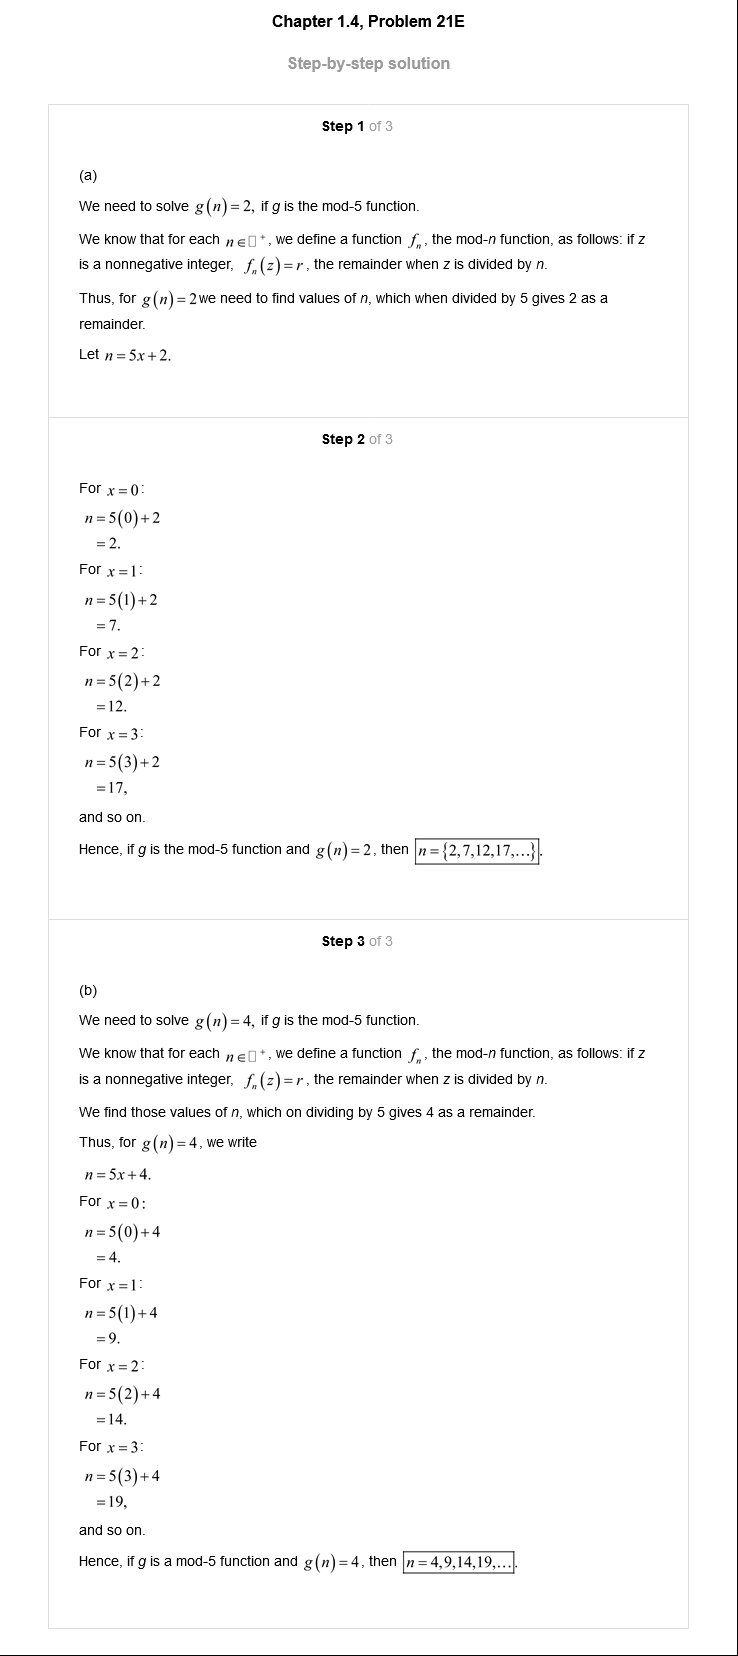 Chapter 1.4, Problem 21E
Step-by-step solution
Step 1 of 3
(a)
We need to solve g(n)=2, if g is the mod-5 function.
We know that for each n∈▯⁺, we define a function fₙ, the mod-n function, as follows: if z
is a nonnegative integer, fₙ(z)=r, the remainder when z is divided by n.
Thus, for g(n)=2 we need to find values of n, which when divided by 5 gives 2 as a
remainder.
Let n=5x+2.
Step 2 of 3
For x=0:
n=5(0)+2
=2.
For x=1:
n=5(1)+2
=7.
For x=2:
n=5(2)+2
=12.
For x=3:
n=5(3)+2
=17,
and so on.
Hence, if g is the mod-5 function and g(n)=2, then n={2,7,12,17,...}.
Step 3 of 3
(b)
We need to solve g(n)=4, if g is the mod-5 function.
We know that for each n∈▯⁺, we define a function fₙ, the mod-n function, as follows: if z
is a nonnegative integer, fₙ(z)=r, the remainder when z is divided by n.
We find those values of n, which on dividing by 5 gives 4 as a remainder.
Thus, for g(n)=4, we write
n=5x+4.
For x=0:
n=5(0)+4
=4.
For x=1:
n=5(1)+4
=9.
For x=2:
n=5(2)+4
=14.
For x=3:
n=5(3)+4
=19,
and so on.
Hence, if g is a mod-5 function and g(n)=4, then n=4,9,14,19,....